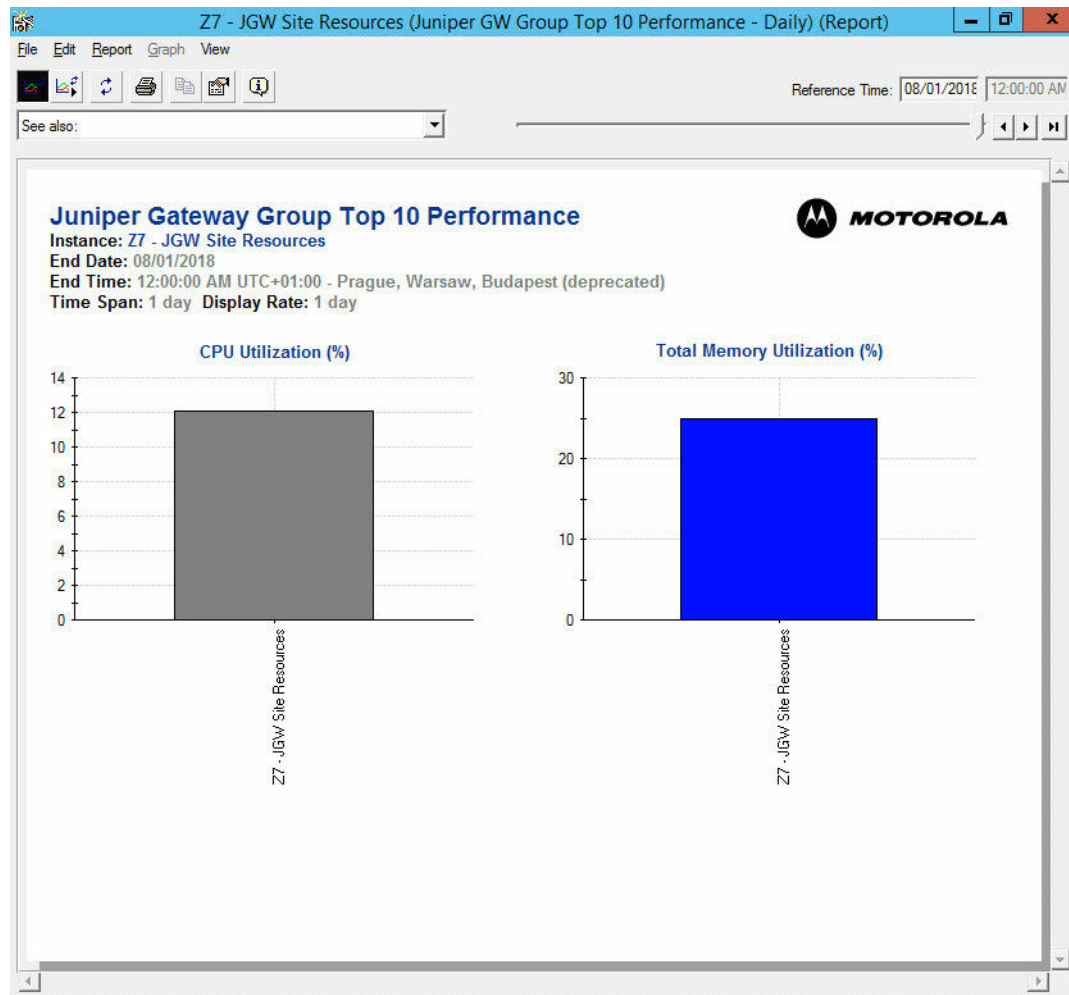 Z7 - JGW Site Resources (Juniper GW Group Top 10 Performance - Daily) (Report)
File Edit Report Graph View
Reference Time: 08/01/2018 12:00:00 AM
See also:
Juniper Gateway Group Top 10 Performance
MOTOROLA
Instance: Z7 - JGW Site Resources
End Date: 08/01/2018
End Time: 12:00:00 AM UTC+01:00 - Prague, Warsaw, Budapest (deprecated)
Time Span: 1 day Display Rate: 1 day
CPU Utilization (%)
14
12
10
8
6
4
2
0
Z7 - JGW Site Resources
Total Memory Utilization (%)
30
20
10
0
Z7 - JGW Site Resources